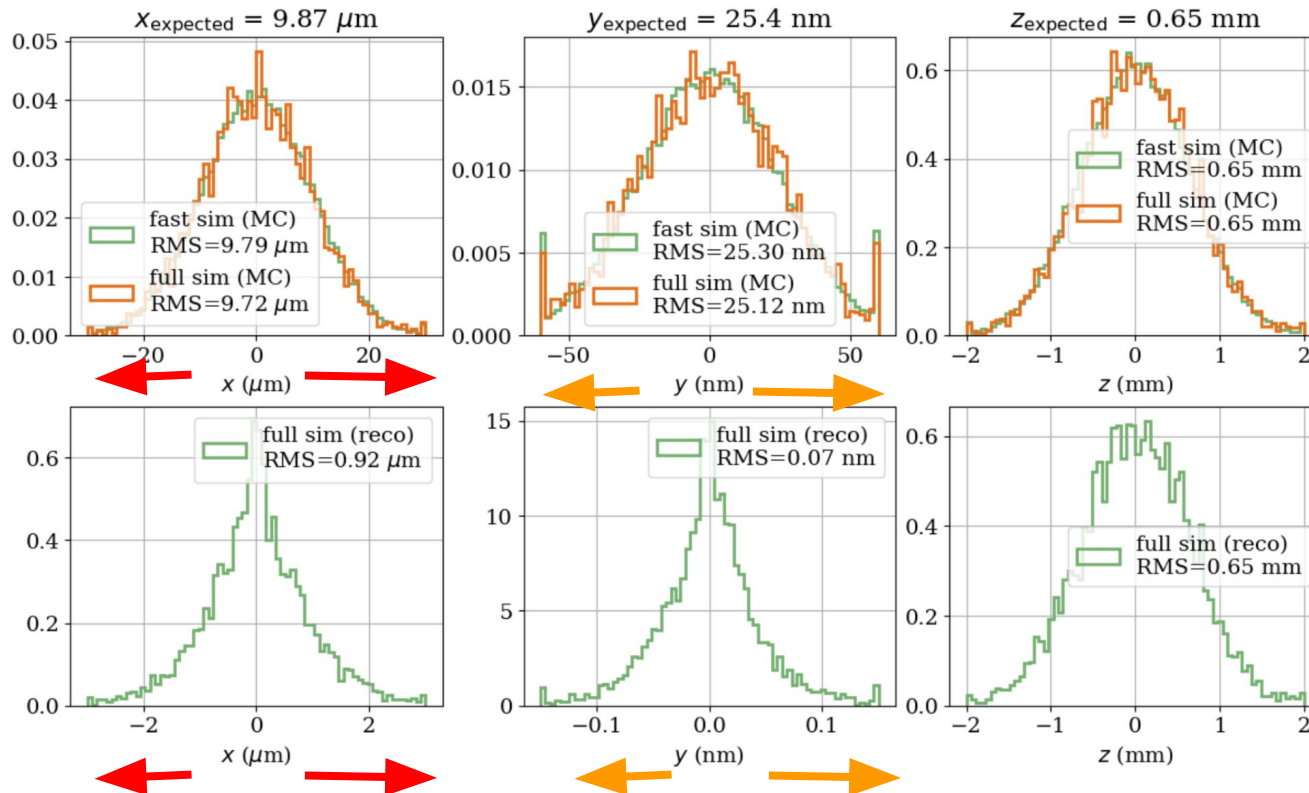 x_expected = 9.87 μm
y_expected = 25.4 nm
z_expected = 0.65 mm
0.05
0.04
0.03
0.02
0.01
0.00
fast sim (MC)
RMS=9.79 μm
full sim (MC)
RMS=9.72 μm
−20
0
20
x (μm)
0.015
0.010
0.005
0.000
fast sim (MC)
RMS=25.30 nm
full sim (MC)
RMS=25.12 nm
−50
0
50
y (nm)
0.6
0.4
0.2
0.0
fast sim (MC)
RMS=0.65 mm
full sim (MC)
RMS=0.65 mm
−2
−1
0
1
2
z (mm)
0.6
0.4
0.2
0.0
full sim (reco)
RMS=0.92 μm
−2
0
2
x (μm)
15
10
5
0
full sim (reco)
RMS=0.07 nm
−0.1
0.0
0.1
y (nm)
0.6
0.4
0.2
0.0
full sim (reco)
RMS=0.65 mm
−2
−1
0
1
2
z (mm)